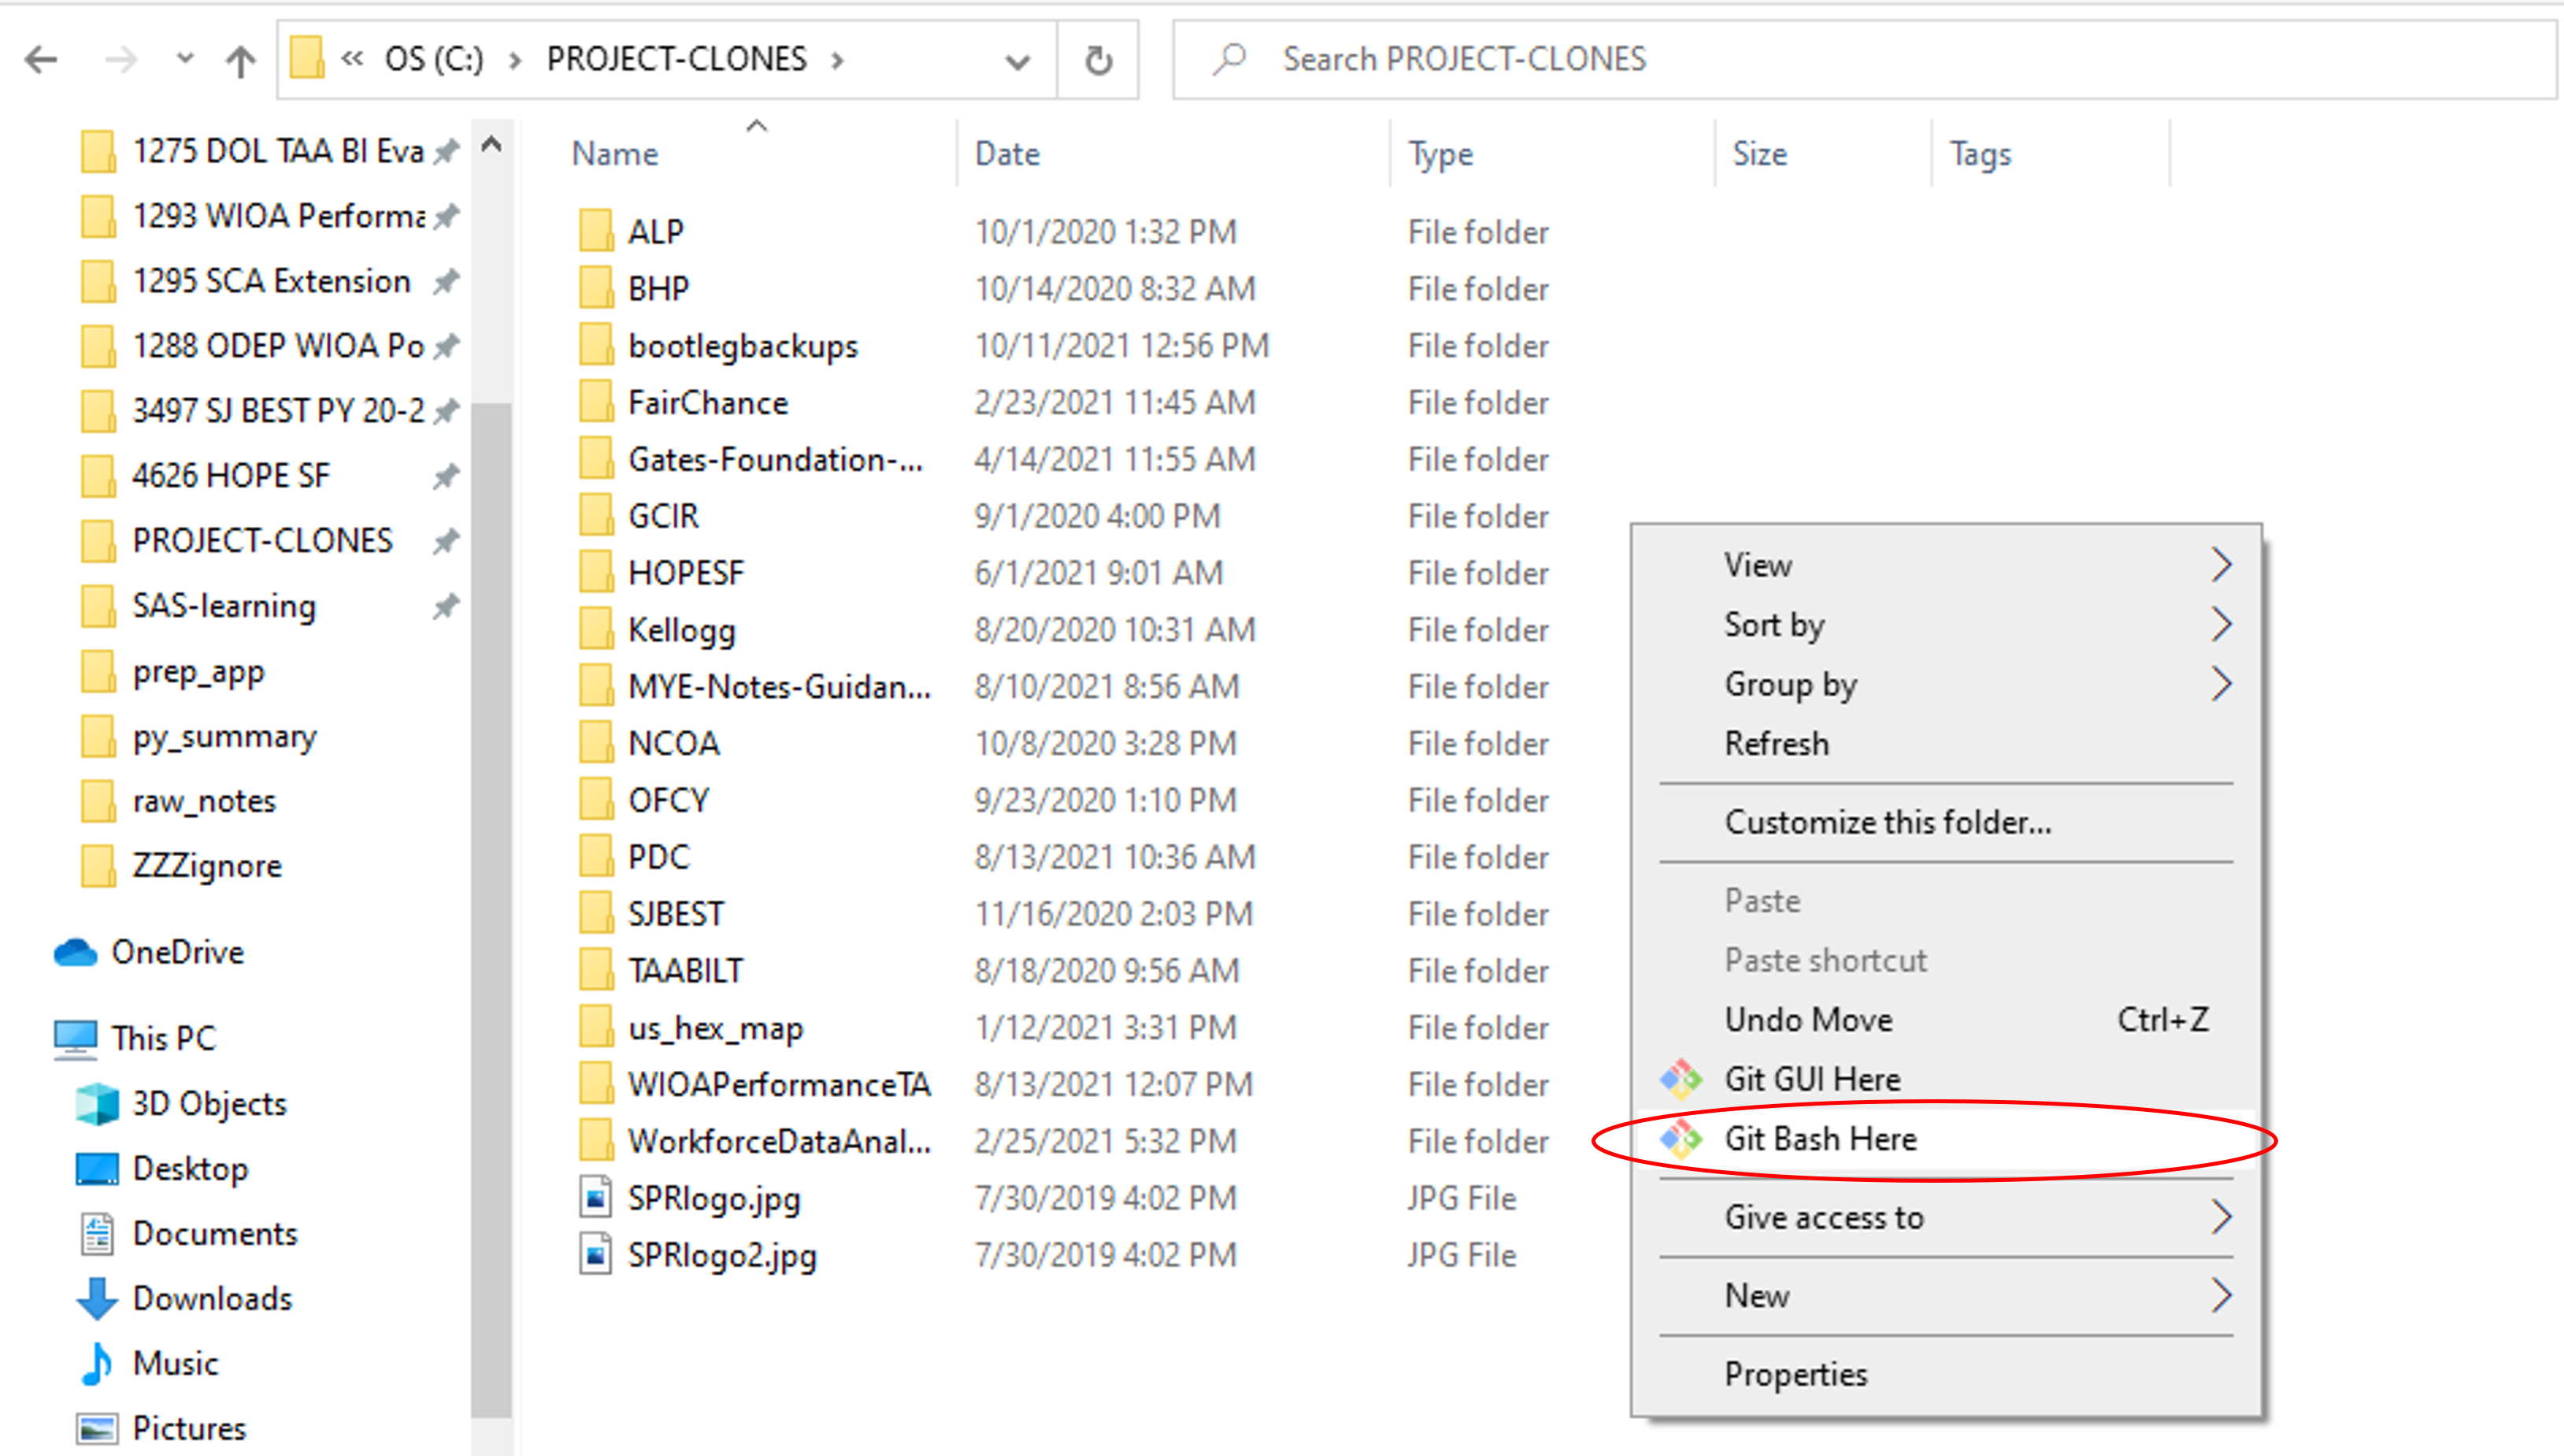 « OS (C:) › PROJECT-CLONES ›
Search PROJECT-CLONES
1275 DOL TAA BI Eva
1293 WIOA Performa
1295 SCA Extension
1288 ODEP WIOA Po
3497 SJ BEST PY 20-2
4626 HOPE SF
PROJECT-CLONES
SAS-learning
prep_app
py_summary
raw_notes
ZZZignore
OneDrive
This PC
3D Objects
Desktop
Documents
Downloads
Music
Pictures
Name Date Type Size Tags
ALP 10/1/2020 1:32 PM File folder
BHP 10/14/2020 8:32 AM File folder
bootlegbackups 10/11/2021 12:56 PM File folder
FairChance 2/23/2021 11:45 AM File folder
Gates-Foundation-... 4/14/2021 11:55 AM File folder
GCIR 9/1/2020 4:00 PM File folder
HOPESF 6/1/2021 9:01 AM File folder
Kellogg 8/20/2020 10:31 AM File folder
MYE-Notes-Guidan... 8/10/2021 8:56 AM File folder
NCOA 10/8/2020 3:28 PM File folder
OFCY 9/23/2020 1:10 PM File folder
PDC 8/13/2021 10:36 AM File folder
SJBEST 11/16/2020 2:03 PM File folder
TAABILT 8/18/2020 9:56 AM File folder
us_hex_map 1/12/2021 3:31 PM File folder
WIOAPerformanceTA 8/13/2021 12:07 PM File folder
WorkforceDataAnal... 2/25/2021 5:32 PM File folder
SPRlogo.jpg 7/30/2019 4:02 PM JPG File
SPRlogo2.jpg 7/30/2019 4:02 PM JPG File
View
Sort by
Group by
Refresh
Customize this folder...
Paste
Paste shortcut
Undo Move Ctrl+Z
Git GUI Here
Git Bash Here
Give access to
New
Properties